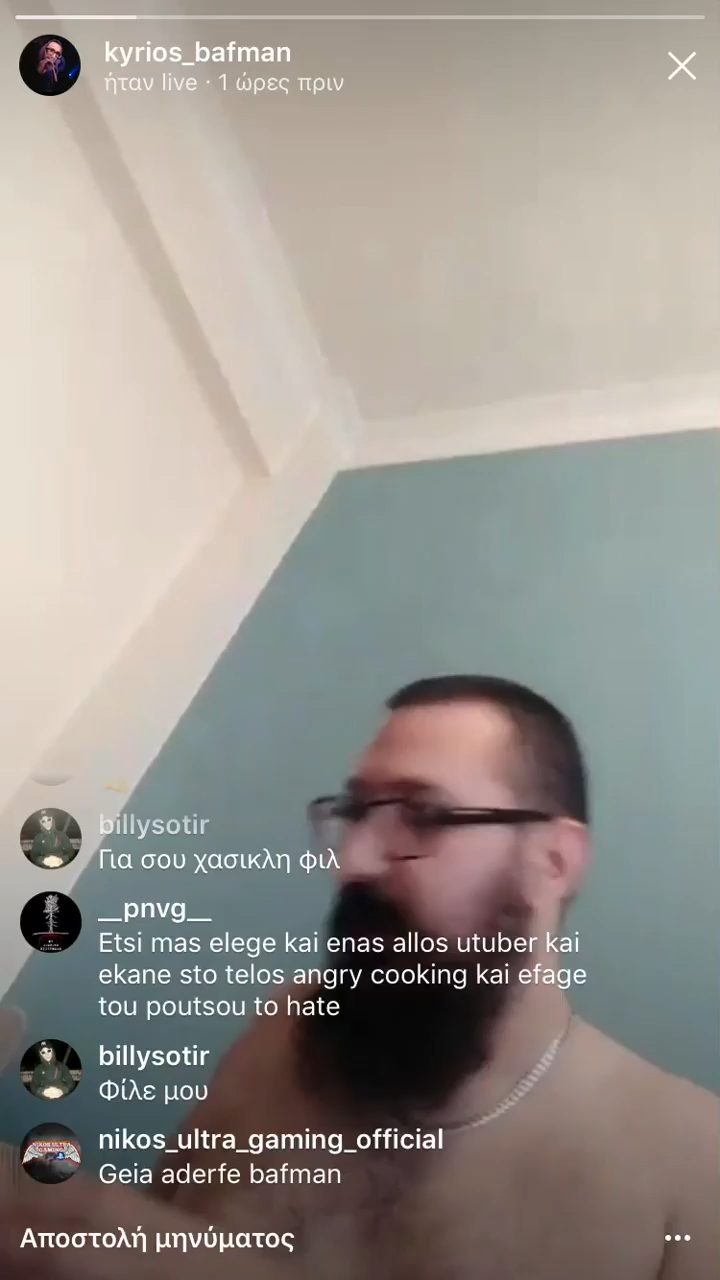 kyrios_bafman
ήταν live · 1 ώρες πριν
billysotir
Για σου χασικλη φιλ
__pnvg__
Etsi mas elege kai enas allos utuber kai
ekane sto telos angry cooking kai efage
tou poutsou to hate
billysotir
Φίλε μου
nikos_ultra_gaming_official
Geia aderfe bafman
Αποστολή μηνύματος